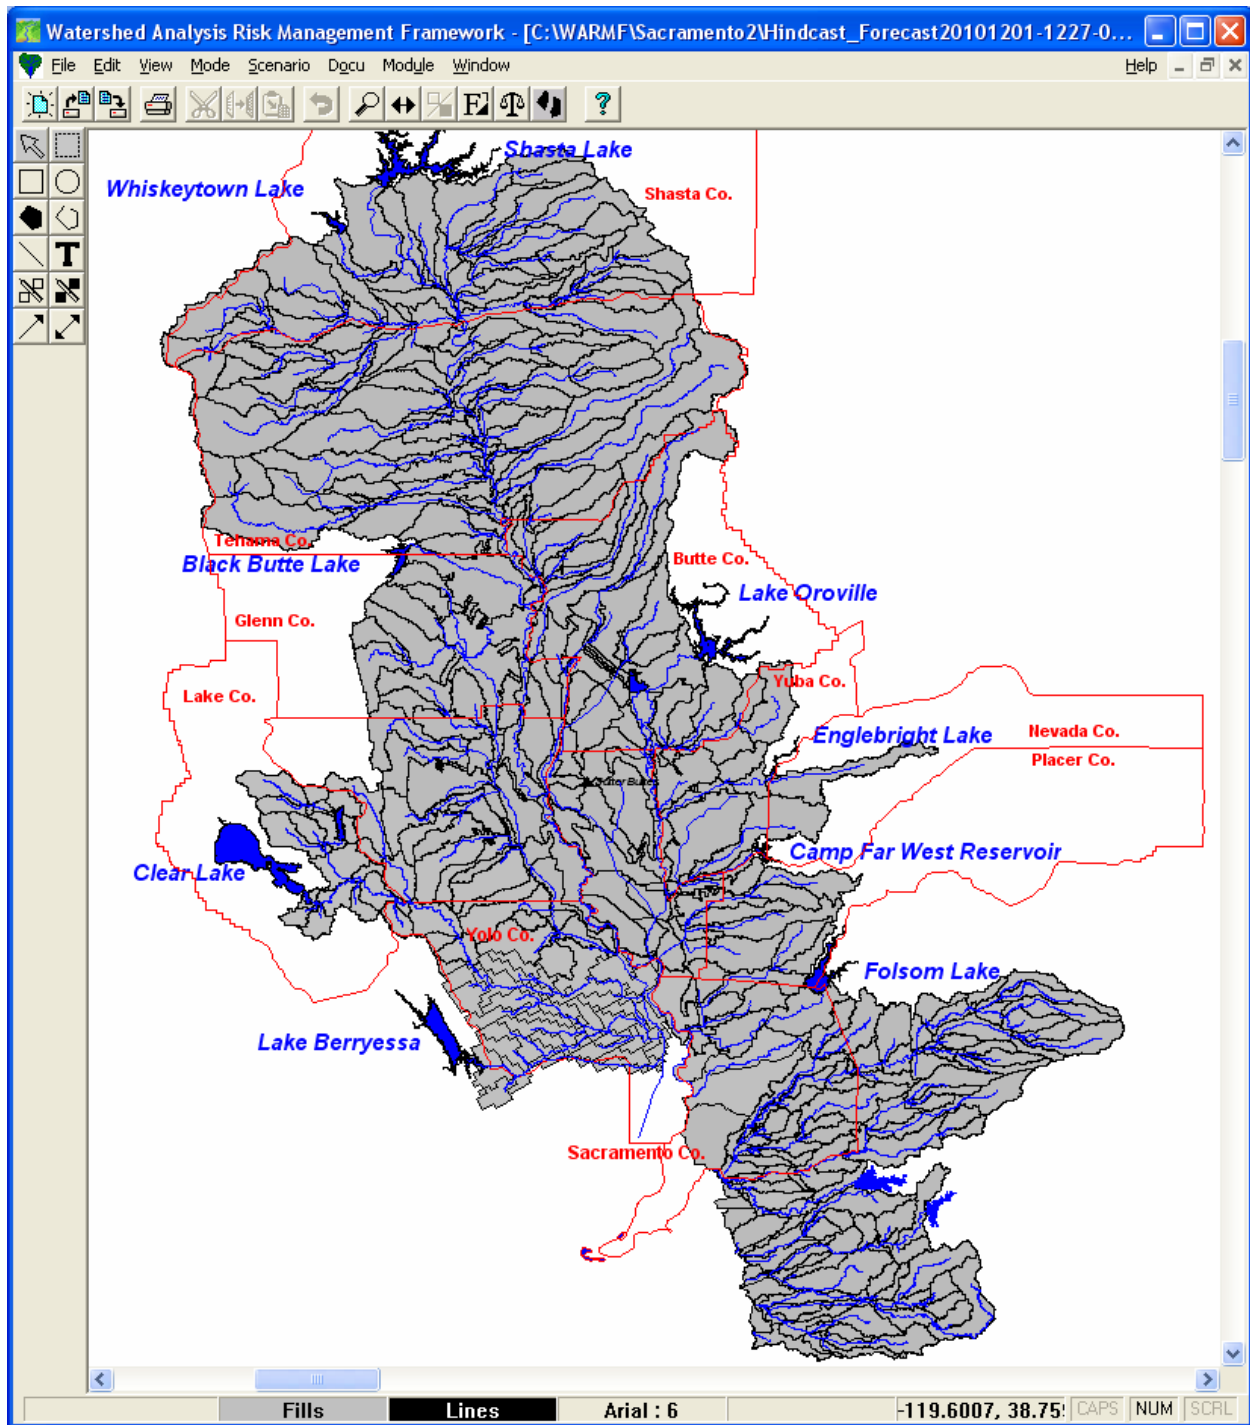 Watershed Analysis Risk Management Framework - [C:\WARMF\Sacramento2\Hindcast_Forecast20101201-1227-0...
File Edit View Mode Scenario Docu Module Window Help
F
?
T
Shasta Lake
Whiskeytown Lake
Shasta Co.
Tehama Co.
Black Butte Lake
Butte Co.
Lake Oroville
Glenn Co.
Yuba Co.
Lake Co.
Englebright Lake
Nevada Co.
Placer Co.
Camp Far West Reservoir
Clear Lake
Yolo Co.
Folsom Lake
Lake Berryessa
Sacramento Co.
Fills Lines Arial : 6 -119.6007, 38.75 CAPS NUM SCRL